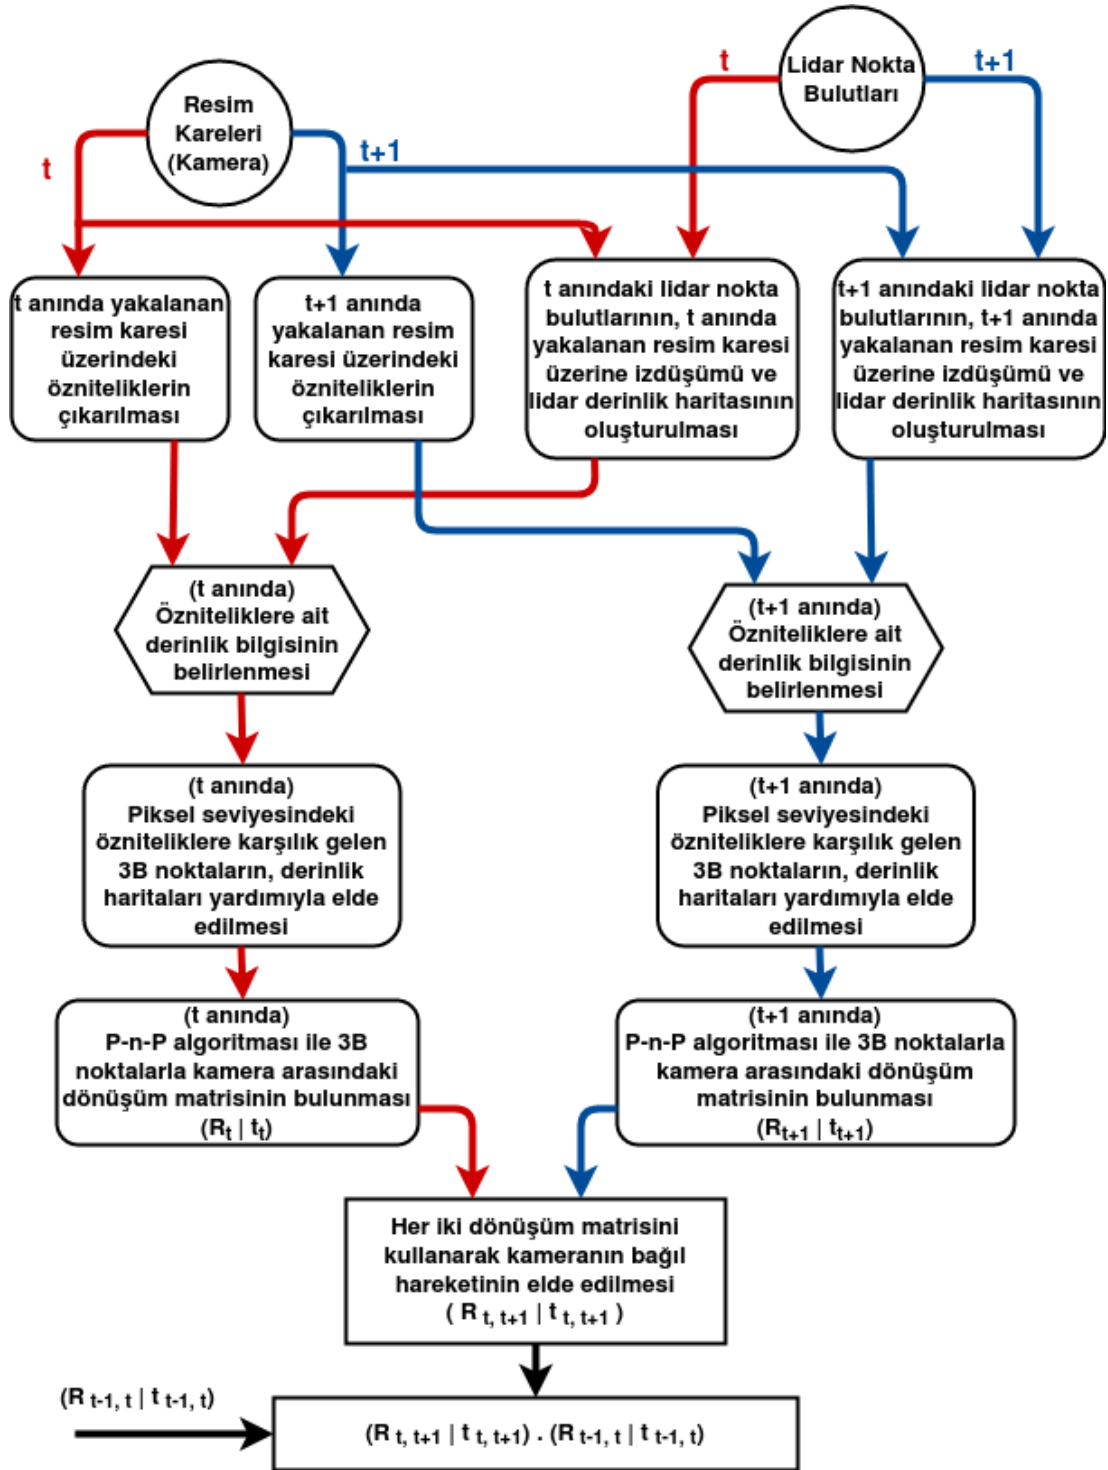 t
Lidar Nokta
Bulutları
t+1
Resim
Kareleri
(Kamera)
t
t+1
t anında yakalanan
resim karesi
üzerindeki
özniteliklerin
çıkarılması
t+1 anında
yakalanan resim
karesi üzerindeki
özniteliklerin
çıkarılması
t anındaki lidar nokta
bulutlarının, t anında
yakalanan resim karesi
üzerine izdüşümü ve
lidar derinlik haritasının
oluşturulması
t+1 anındaki lidar nokta
bulutlarının, t+1 anında
yakalanan resim karesi
üzerine izdüşümü ve
lidar derinlik haritasının
oluşturulması
(t anında)
Özniteliklere ait
derinlik bilgisinin
belirlenmesi
(t+1 anında)
Özniteliklere ait
derinlik bilgisinin
belirlenmesi
(t anında)
Piksel seviyesindeki
özniteliklere karşılık gelen
3B noktaların, derinlik
haritaları yardımıyla elde
edilmesi
(t+1 anında)
Piksel seviyesindeki
özniteliklere karşılık gelen
3B noktaların, derinlik
haritaları yardımıyla elde
edilmesi
(t anında)
P-n-P algoritması ile 3B
noktalarla kamera arasındaki
dönüşüm matrisinin bulunması
(R_t | t_t)
(t+1 anında)
P-n-P algoritması ile 3B noktalarla
kamera arasındaki dönüşüm
matrisinin bulunması
(R_t+1 | t_t+1)
Her iki dönüşüm matrisini
kullanarak kameranın bağıl
hareketinin elde edilmesi
( R t, t+1 | t t, t+1 )
(R t-1, t | t t-1, t)
(R t, t+1 | t t, t+1) . (R t-1, t | t t-1, t)